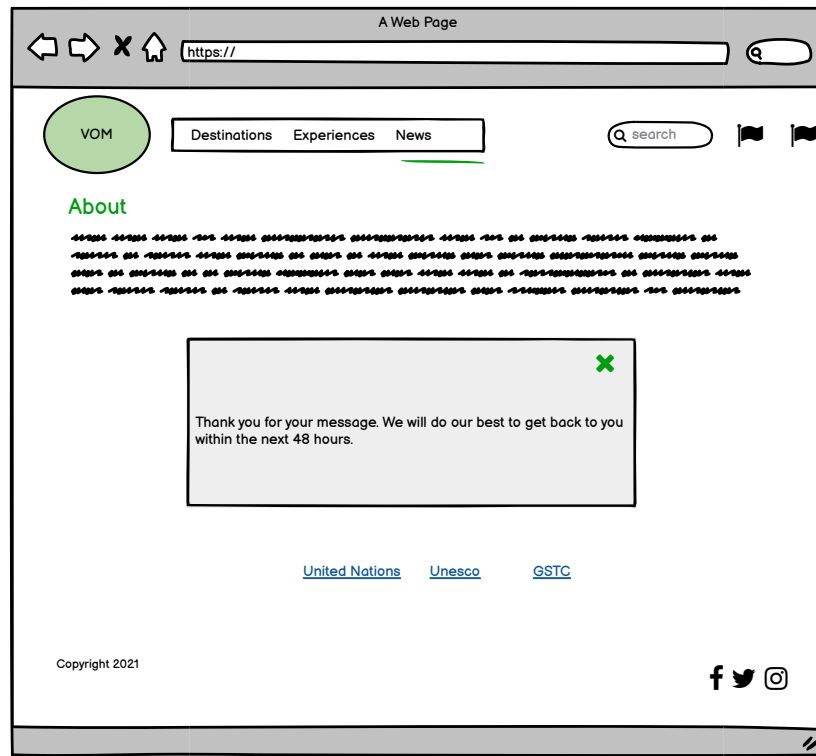 A Web Page
https://
VOM
Destinations Experiences News
search
About
Thank you for your message. We will do our best to get back to you
within the next 48 hours.
United Nations Unesco GSTC
Copyright 2021